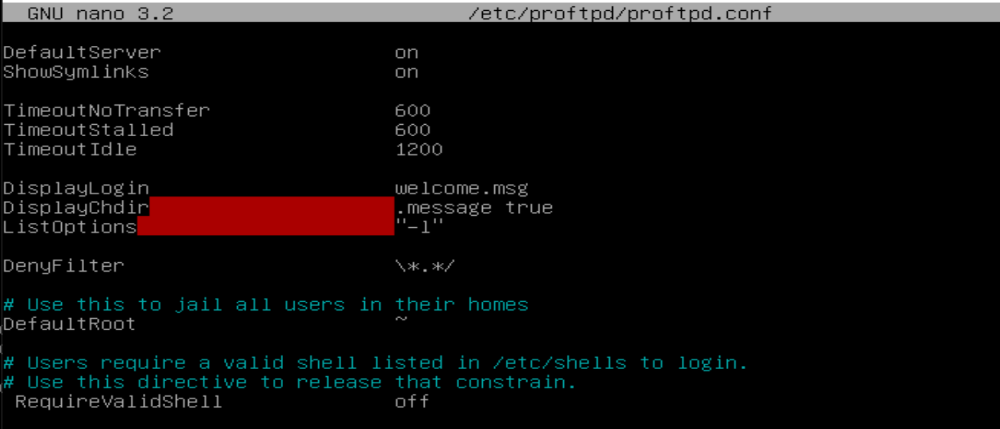 GNU nano 3.2 /etc/proftpd/proftpd.conf
DefaultServer on
ShowSymlinks on
TimeoutNoTransfer 600
TimeoutStalled 600
TimeoutIdle 1200
DisplayLogin welcome.msg
DisplayChdir .message true
ListOptions "-l"
DenyFilter \*.*/
# Use this to jail all users in their homes
DefaultRoot ~
# Users require a valid shell listed in /etc/shells to login.
# Use this directive to release that constrain.
RequireValidShell off